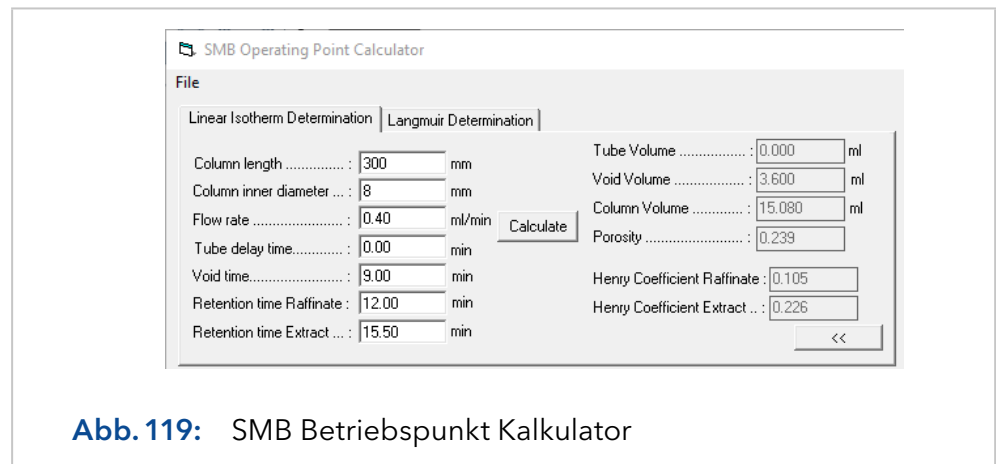 SMB Operating Point Calculator
File
Linear Isotherm Determination Langmuir Determination
Column length .............. : 300 mm
Column inner diameter ... : 8 mm
Flow rate ...................... : 0.40 ml/min
Tube delay time............ : 0.00 min
Void time..................... : 9.00 min
Retention time Raffinate : 12.00 min
Retention time Extract ... : 15.50 min
Calculate
Tube Volume ................ : 0.000 ml
Void Volume ................. : 3.600 ml
Column Volume ............ : 15.080 ml
Porosity ........................ : 0.239
Henry Coefficient Raffinate : 0.105
Henry Coefficient Extract .. : 0.226
<<
Abb. 119: SMB Betriebspunkt Kalkulator